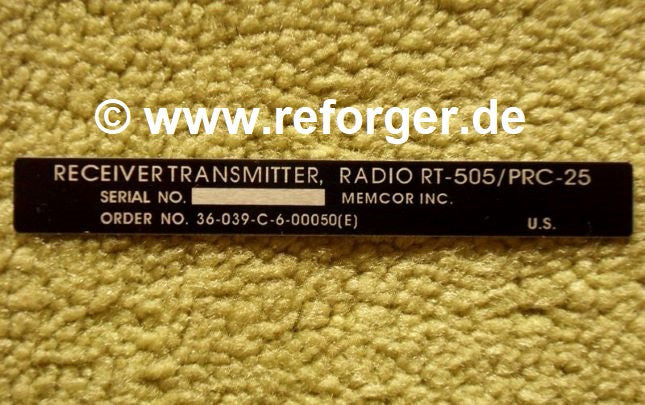 © www.reforger.de
RECEIVER TRANSMITTER, RADIO RT-505/PRC-25
SERIAL NO. MEMCOR INC.
ORDER NO. 36-039-C-6-00050(E) U.S.